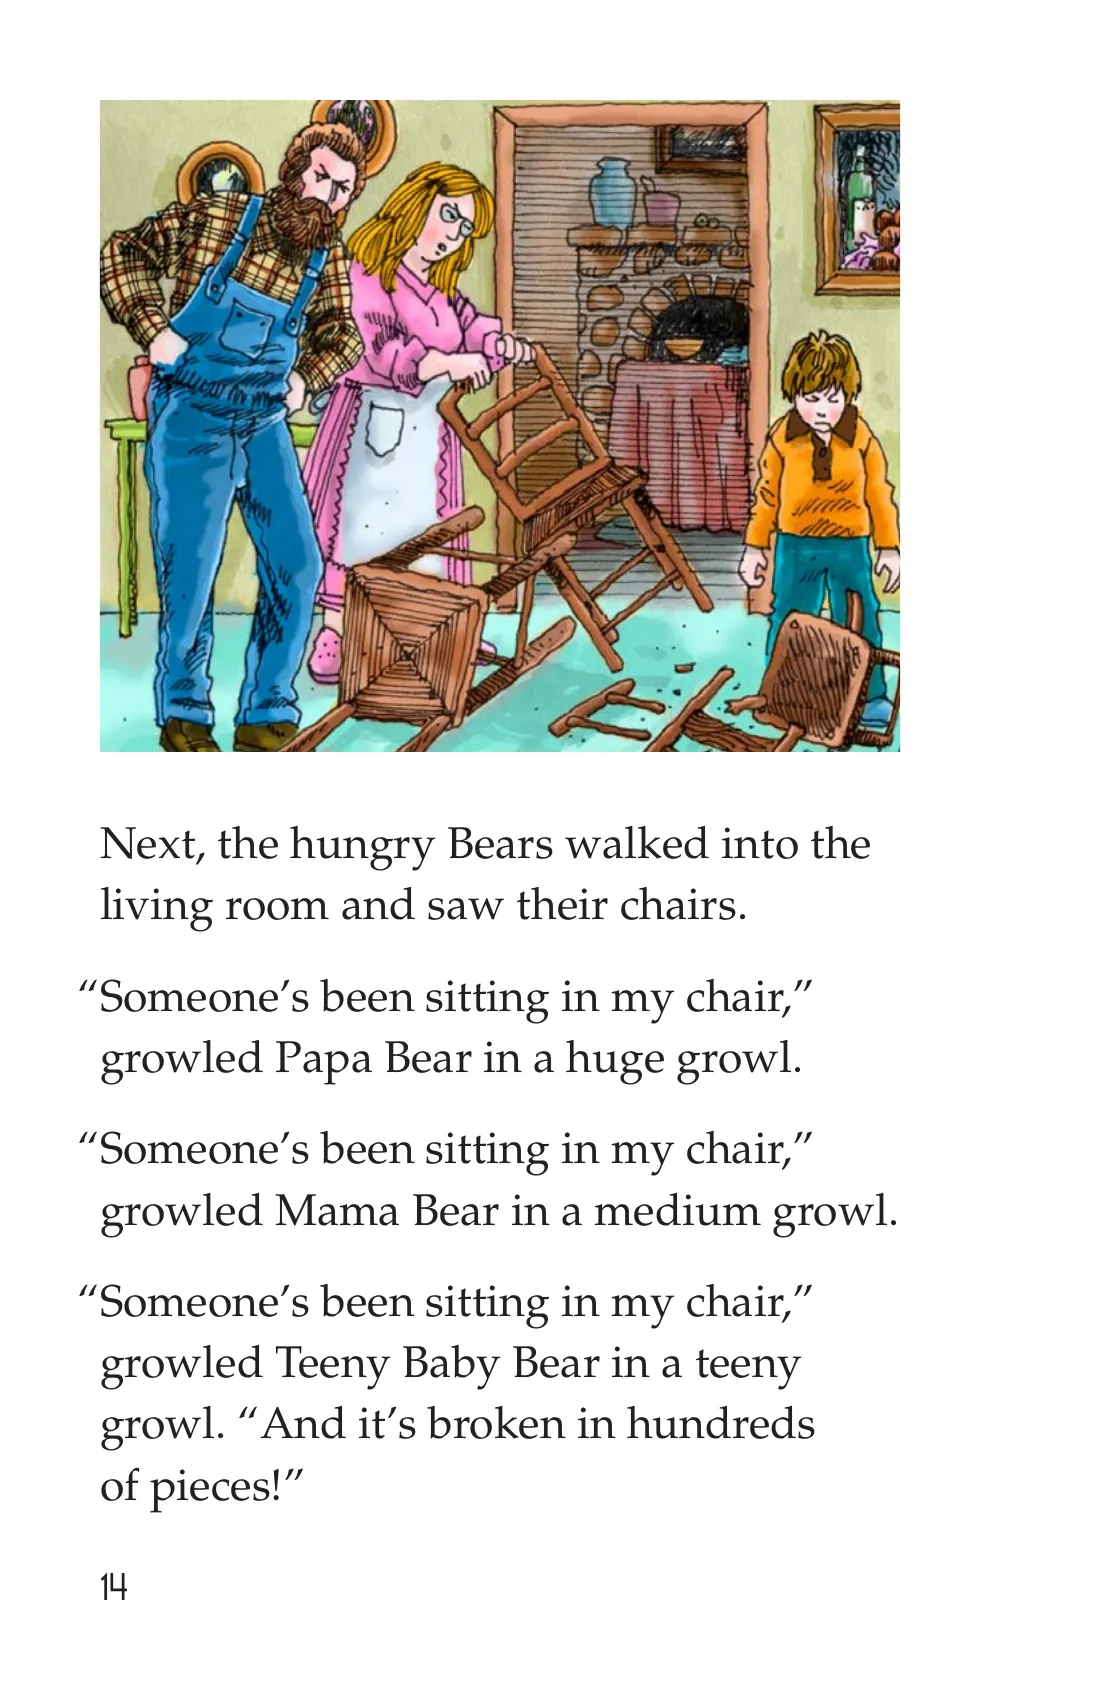 Next, the hungry Bears walked into the
living room and saw their chairs.
“Someone’s been sitting in my chair,”
growled Papa Bear in a huge growl.
“Someone’s been sitting in my chair,”
growled Mama Bear in a medium growl.
“Someone’s been sitting in my chair,”
growled Teeny Baby Bear in a teeny
growl. “And it’s broken in hundreds
of pieces!”
14